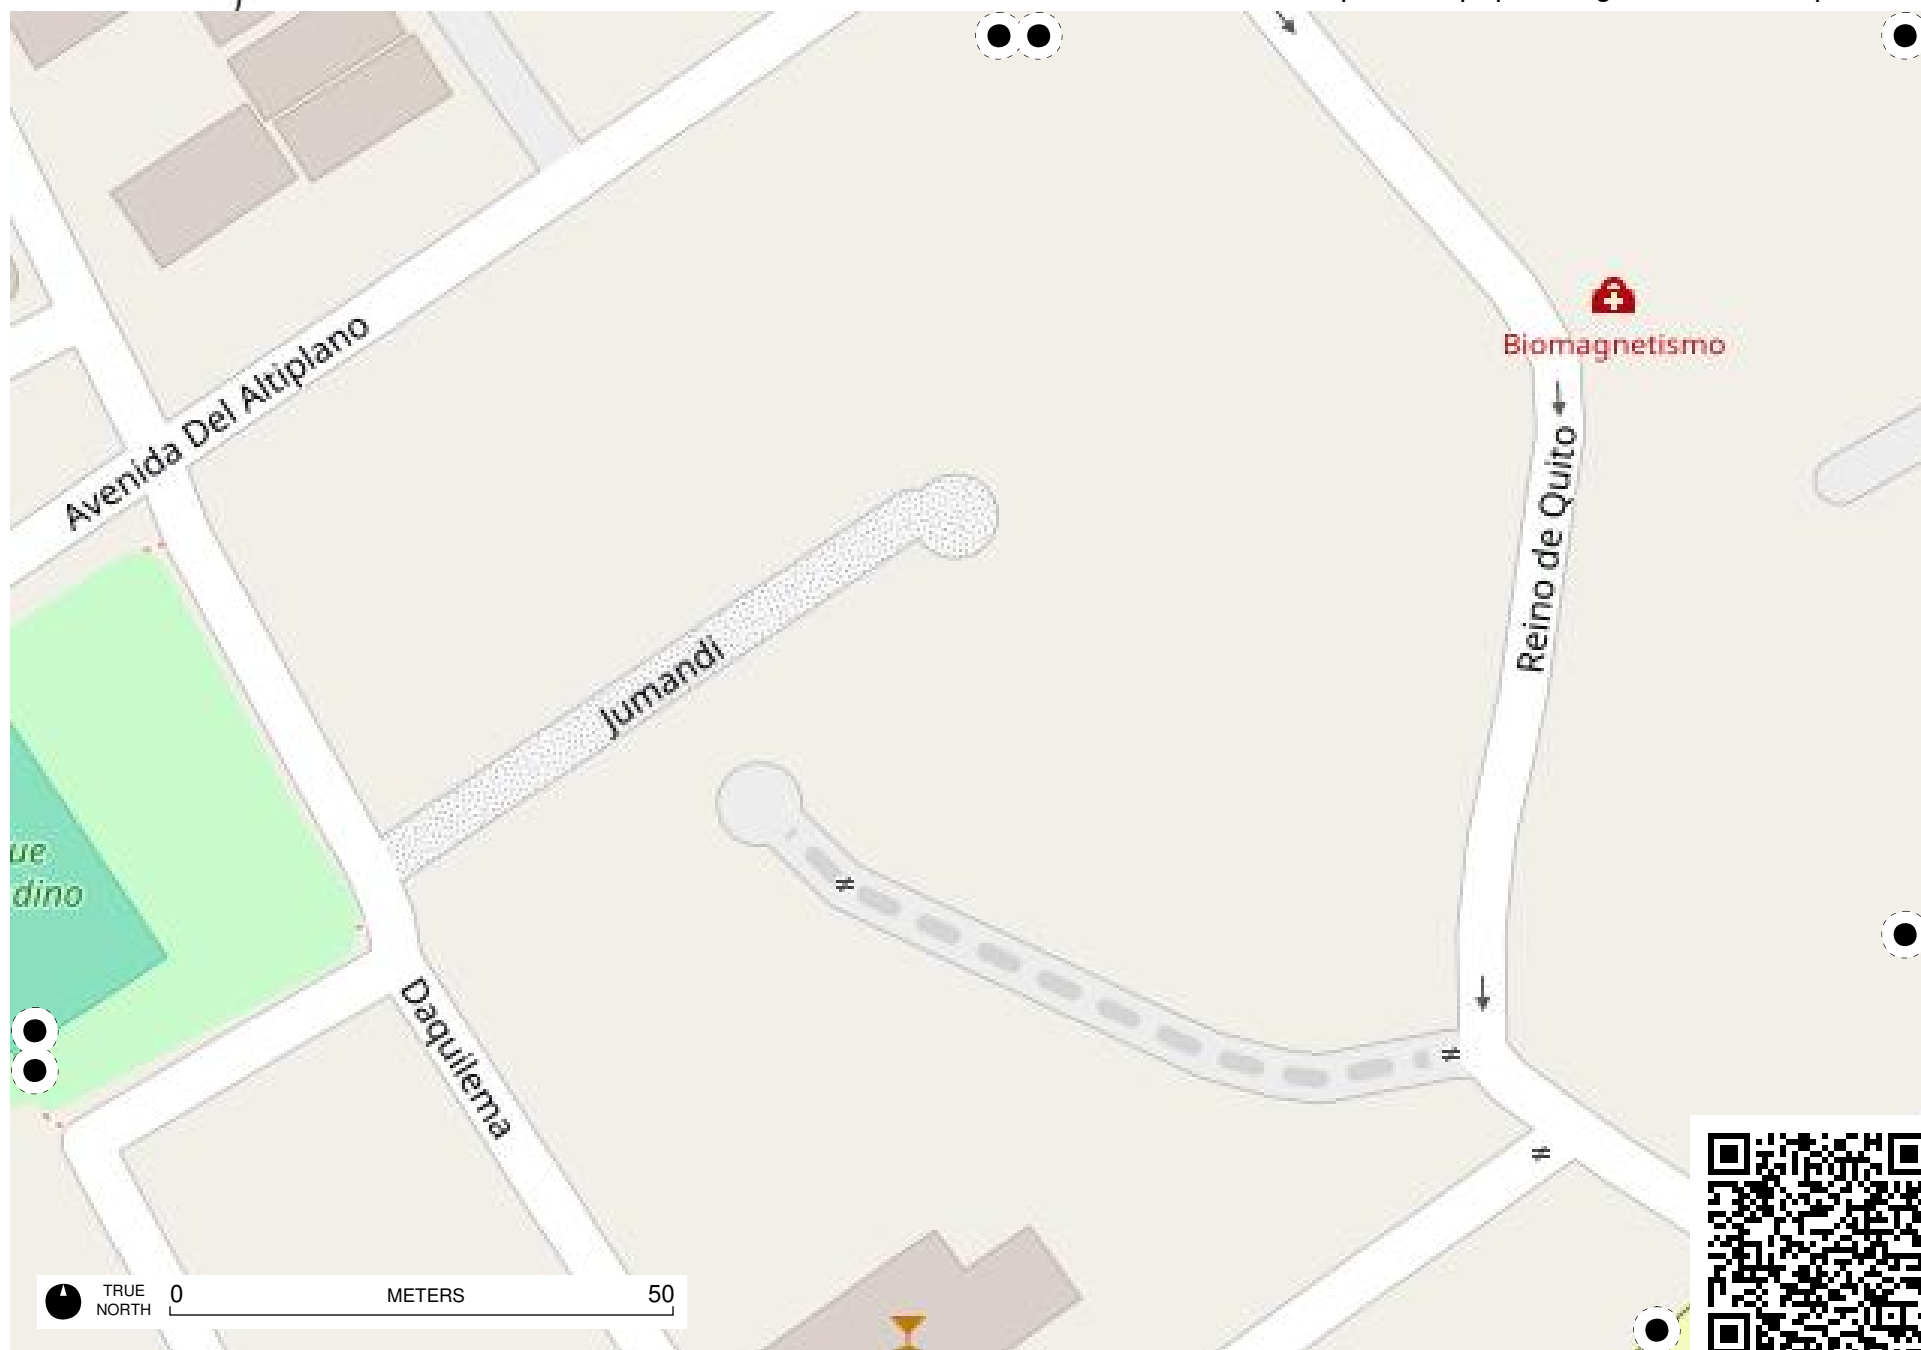 Avenida Del Altiplano
Biomagnetismo
Reino de Quito
Jumandi
ue
dino
Daquilema
TRUE
NORTH
0 METERS 50